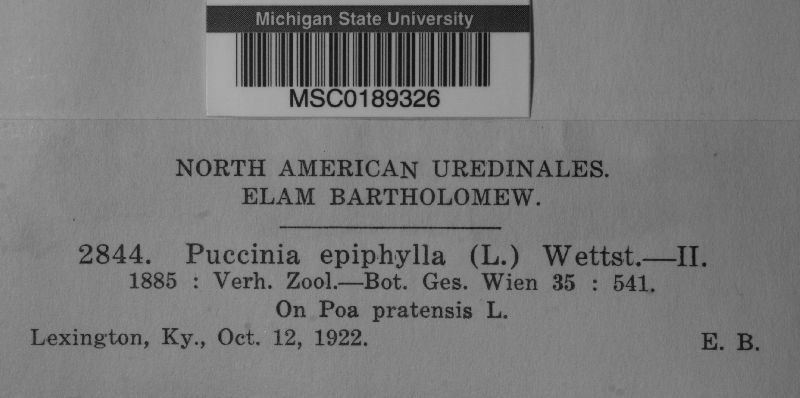 Michigan State University
MSC0189326
NORTH AMERICAN UREDINALES.
ELAM BARTHOLOMEW.
2844. Puccinia epiphylla (L.) Wettst.—II.
1885 : Verh. Zool.—Bot. Ges. Wien 35 : 541.
On Poa pratensis L.
Lexington, Ky., Oct. 12, 1922. E. B.